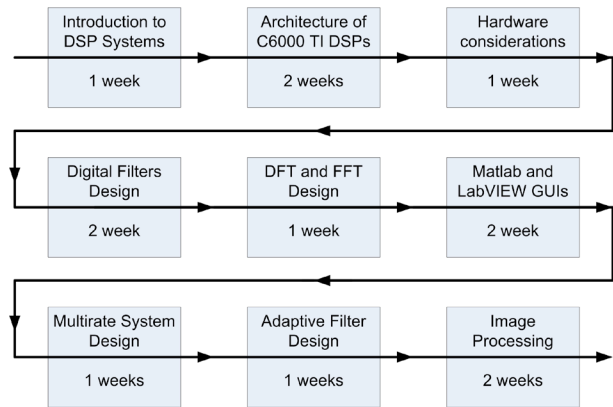 Introduction to
DSP Systems
1 week
Architecture of
C6000 TI DSPs
2 weeks
Hardware
considerations
1 week
Digital Filters
Design
2 week
DFT and FFT
Design
1 week
Matlab and
LabVIEW GUIs
2 week
Multirate System
Design
1 weeks
Adaptive Filter
Design
1 weeks
Image
Processing
2 weeks